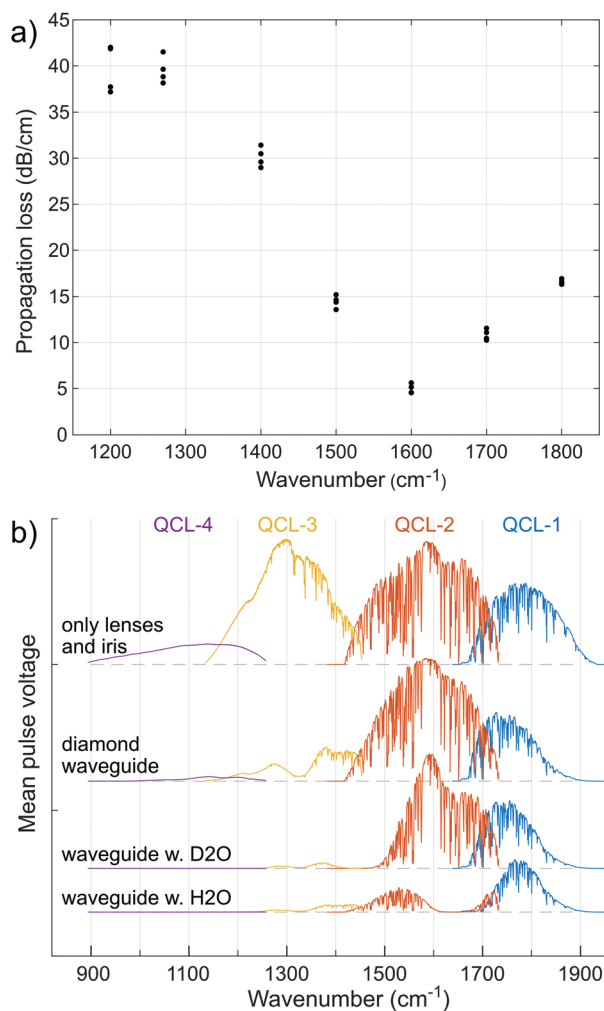 a)
Propagation loss (dB/cm)
45
40
35
30
25
20
15
10
5
0
1200 1300 1400 1500 1600 1700 1800
Wavenumber (cm⁻¹)
b)
QCL-4 QCL-3 QCL-2 QCL-1
Mean pulse voltage
only lenses
and iris
diamond
waveguide
waveguide w. D2O
waveguide w. H2O
900 1100 1300 1500 1700 1900
Wavenumber (cm⁻¹)